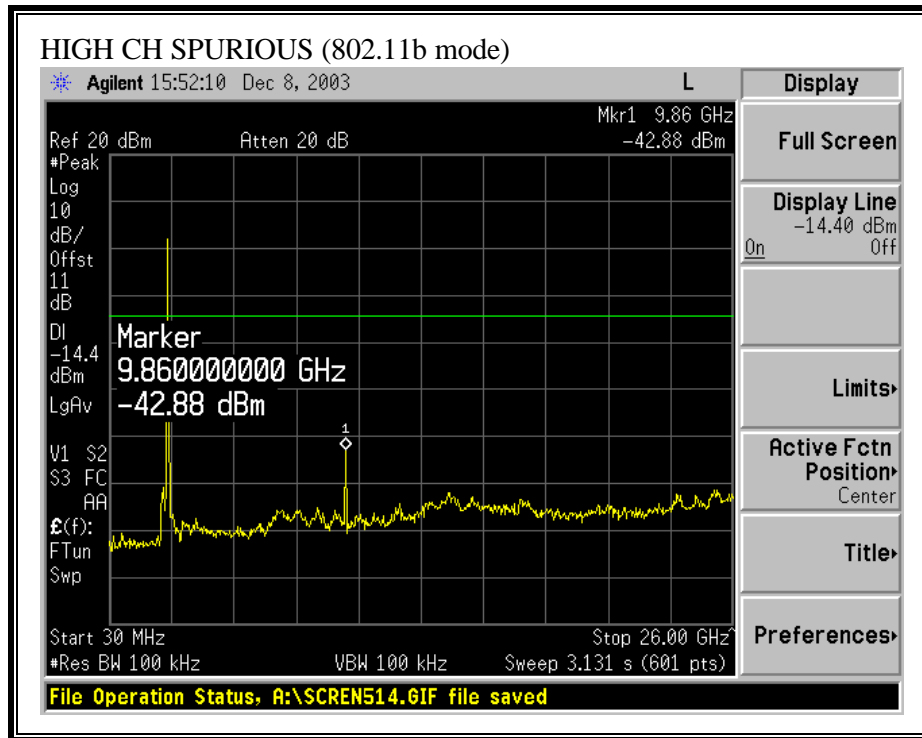 HIGH CH SPURIOUS (802.11b mode)
Agilent 15:52:10 Dec 8, 2003 L
Display
Mkr1 9.86 GHz
Ref 20 dBm Atten 20 dB -42.88 dBm
#Peak
Log
10
dB/
Offst
11
dB
DI
-14.4
dBm
LgAv
V1 S2
S3 FC
AA
£(f):
FTun
Swp
Marker
9.860000000 GHz
-42.88 dBm
1
Start 30 MHz Stop 26.00 GHz^
#Res BW 100 kHz VBW 100 kHz Sweep 3.131 s (601 pts)
Full Screen
Display Line
-14.40 dBm
On Off
Limits▸
Active Fctn
Position▸
Center
Title▸
Preferences▸
File Operation Status, A:\SCREN514.GIF file saved